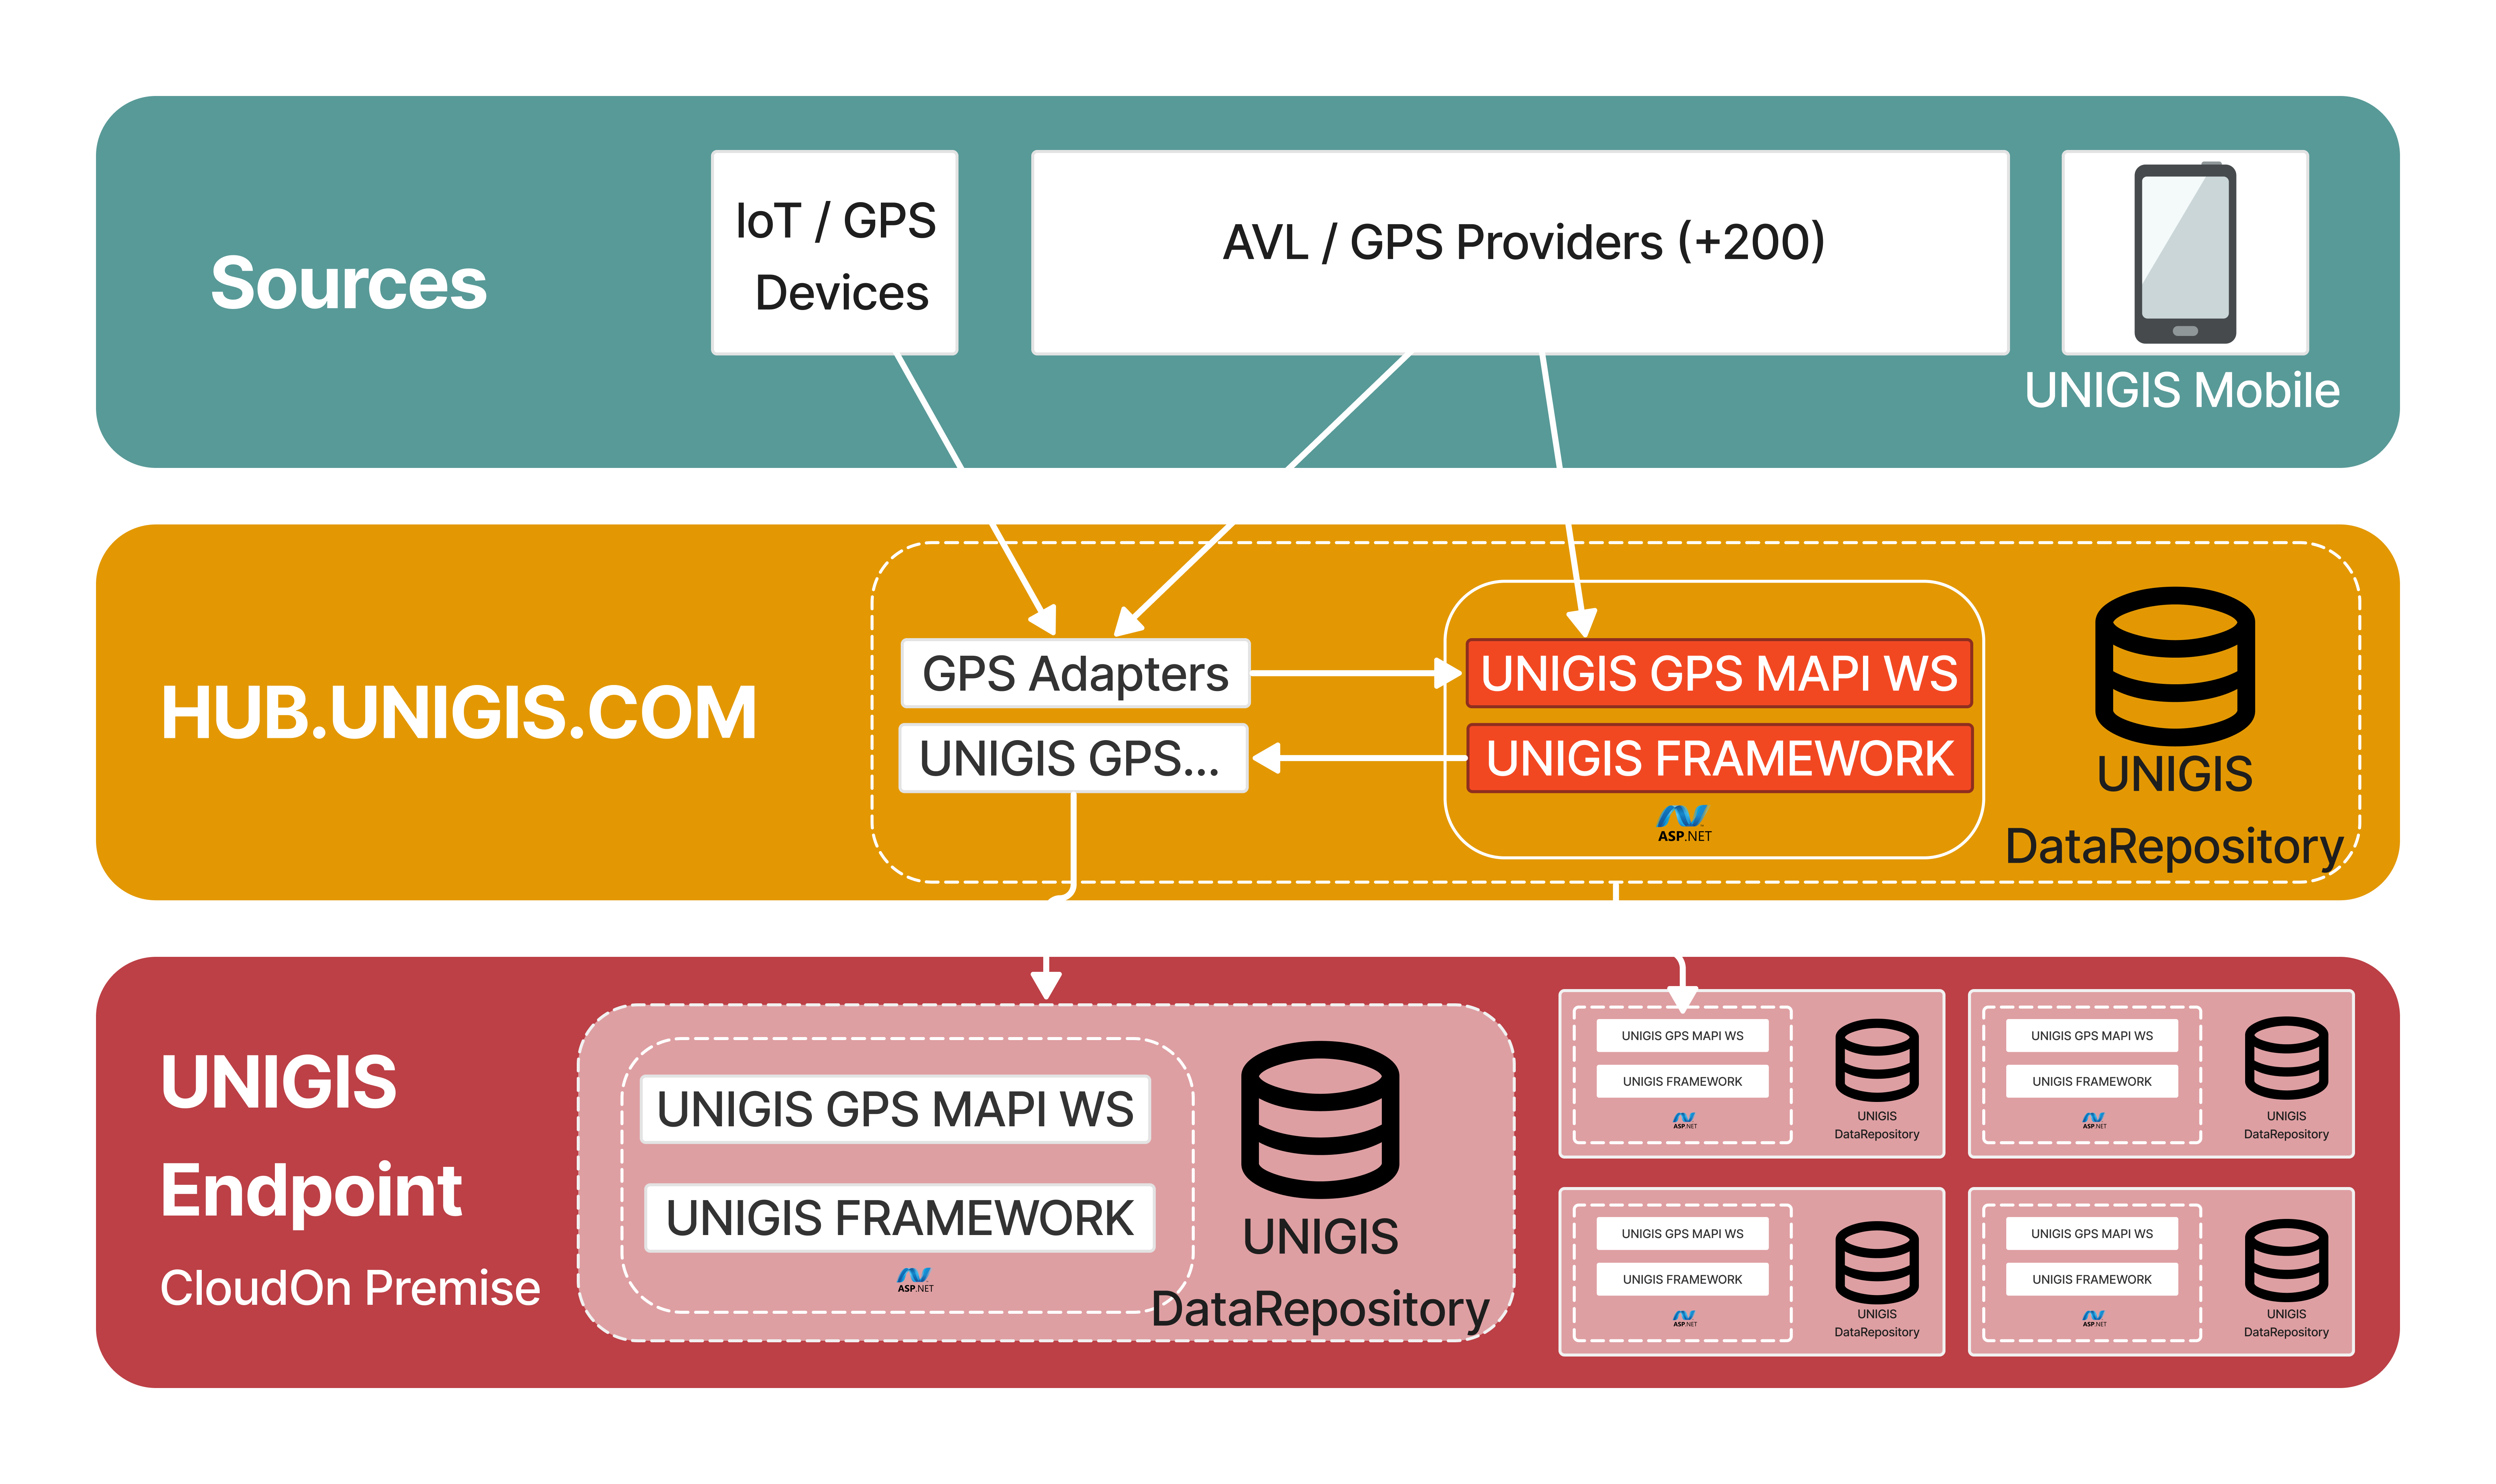 Sources
IoT / GPS
Devices
AVL / GPS Providers (+200)
UNIGIS Mobile
HUB.UNIGIS.COM
GPS Adapters
UNIGIS GPS...
UNIGIS GPS MAPI WS
UNIGIS FRAMEWORK
ASP.NET
UNIGIS
DataRepository
UNIGIS
Endpoint
CloudOn Premise
UNIGIS GPS MAPI WS
UNIGIS FRAMEWORK
ASP.NET
UNIGIS
DataRepository
UNIGIS GPS MAPI WS
UNIGIS FRAMEWORK
ASP.NET
UNIGIS
DataRepository
UNIGIS GPS MAPI WS
UNIGIS FRAMEWORK
ASP.NET
UNIGIS
DataRepository
UNIGIS GPS MAPI WS
UNIGIS FRAMEWORK
ASP.NET
UNIGIS
DataRepository
UNIGIS GPS MAPI WS
UNIGIS FRAMEWORK
ASP.NET
UNIGIS
DataRepository